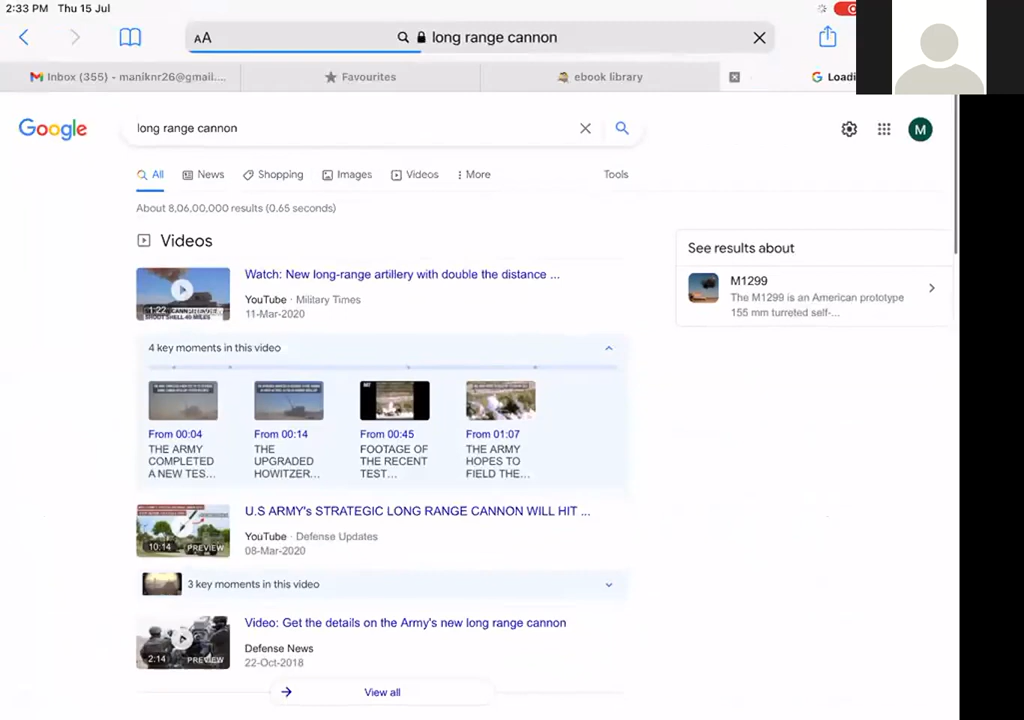 2:33 PM Thu 15 Jul
AA long range cannon
Inbox (355) - maniknr26@gmail....
Favourites
ebook library
Loadi
Google
long range cannon
M
All News Shopping Images Videos More Tools
About 8,06,00,000 results (0.65 seconds)
Videos
See results about
M1299
The M1299 is an American prototype
155 mm turreted self-...
Watch: New long-range artillery with double the distance ...
YouTube · Military Times
11-Mar-2020
1:22
4 key moments in this video
From 00:04
THE ARMY
COMPLETED
A NEW TES...
From 00:14
THE
UPGRADED
HOWITZER...
From 00:45
FOOTAGE OF
THE RECENT
TEST...
From 01:07
THE ARMY
HOPES TO
FIELD THE...
U.S ARMY's STRATEGIC LONG RANGE CANNON WILL HIT ...
YouTube · Defense Updates
08-Mar-2020
10:14 PREVIEW
3 key moments in this video
Video: Get the details on the Army's new long range cannon
Defense News
22-Oct-2018
2:14 PREVIEW
View all